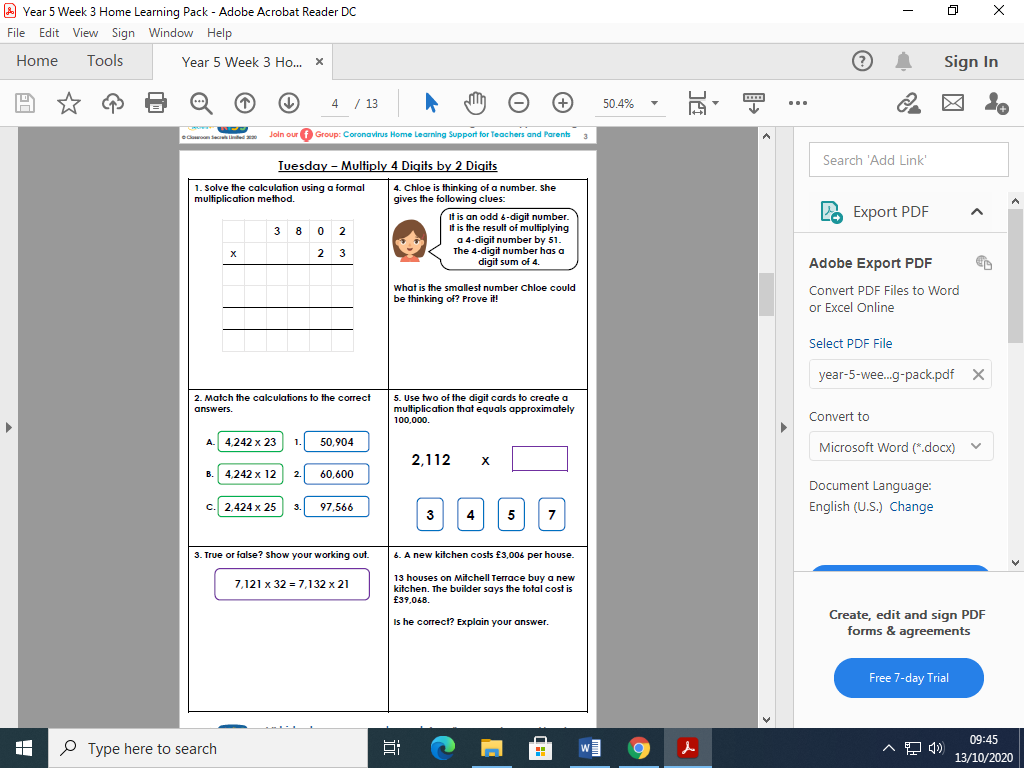 Year 5 Week 3 Home Learning Pack - Adobe Acrobat Reader DC
File Edit View Sign Window Help
Home Tools Year 5 Week 3 Ho... × Sign In
4 / 13 50.4%
© Classroom Secrets Limited 2020 Join our f Group: Coronavirus Home Learning Support for Teachers and Parents 3
Tuesday – Multiply 4 Digits by 2 Digits
1. Solve the calculation using a formal
multiplication method.
3 8 0 2
x 2 3
4. Chloe is thinking of a number. She
gives the following clues:
It is an odd 6-digit number.
It is the result of multiplying
a 4-digit number by 51.
The 4-digit number has a
digit sum of 4.
What is the smallest number Chloe could
be thinking of? Prove it!
2. Match the calculations to the correct
answers.
A. 4,242 x 23 1. 50,904
B. 4,242 x 12 2. 60,600
C. 2,424 x 25 3. 97,566
5. Use two of the digit cards to create a
multiplication that equals approximately
100,000.
2,112 x
3 4 5 7
3. True or false? Show your working out.
7,121 x 32 = 7,132 x 21
6. A new kitchen costs £3,006 per house.
13 houses on Mitchell Terrace buy a new
kitchen. The builder says the total cost is
£39,068.
Is he correct? Explain your answer.
Search 'Add Link'
Export PDF
Adobe Export PDF
Convert PDF Files to Word
or Excel Online
Select PDF File
year-5-wee...g-pack.pdf
Convert to
Microsoft Word (*.docx)
Document Language:
English (U.S.) Change
Create, edit and sign PDF
forms & agreements
Free 7-day Trial
Type here to search
09:45
13/10/2020